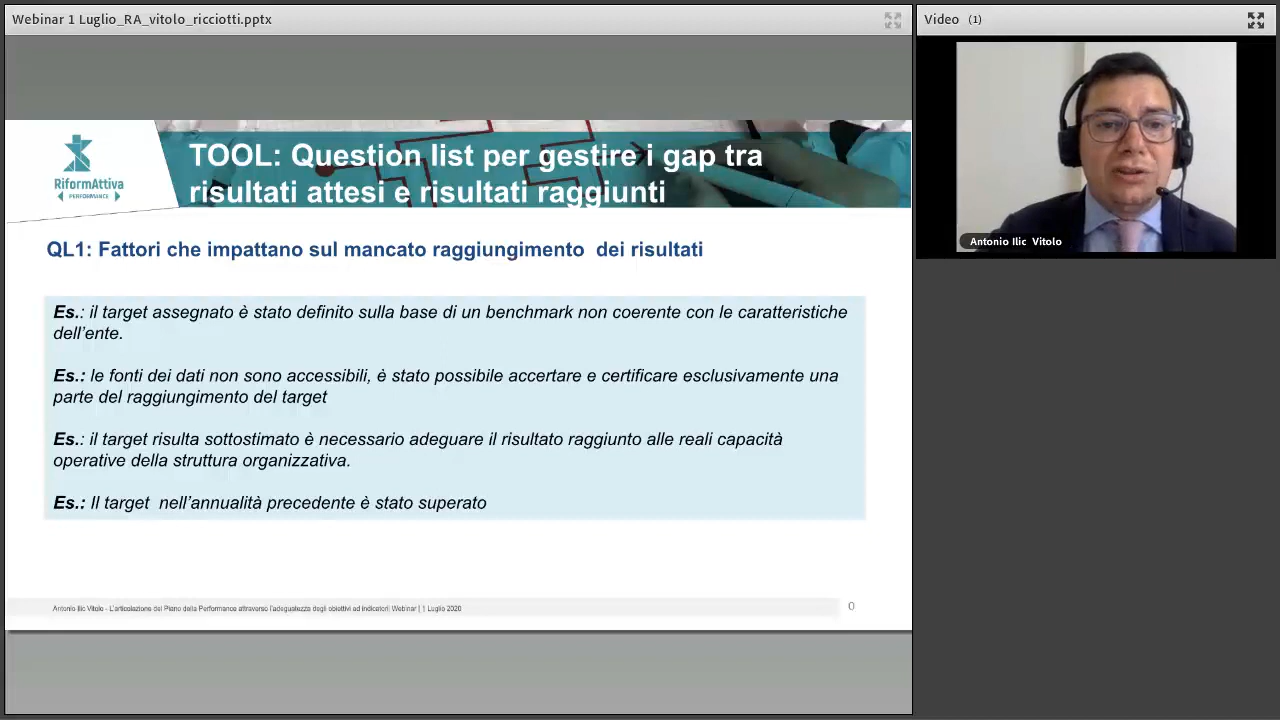 Webinar 1 Luglio_RA_vitolo_ricciotti.pptx
Video (1)
RiformAttiva
PERFORMANCE
TOOL: Question list per gestire i gap tra
risultati attesi e risultati raggiunti
QL1: Fattori che impattano sul mancato raggiungimento dei risultati
Es.: il target assegnato è stato definito sulla base di un benchmark non coerente con le caratteristiche
dell'ente.
Es.: le fonti dei dati non sono accessibili, è stato possibile accertare e certificare esclusivamente una
parte del raggiungimento del target
Es.: il target risulta sottostimato è necessario adeguare il risultato raggiunto alle reali capacità
operative della struttura organizzativa.
Es.: Il target nell'annualità precedente è stato superato
Antonio Ilic Vitolo - L'articolazione del Piano della Performance attraverso l'adeguatezza degli obiettivi ed indicatori| Webinar | 1 Luglio 2020
0
Antonio Ilic Vitolo